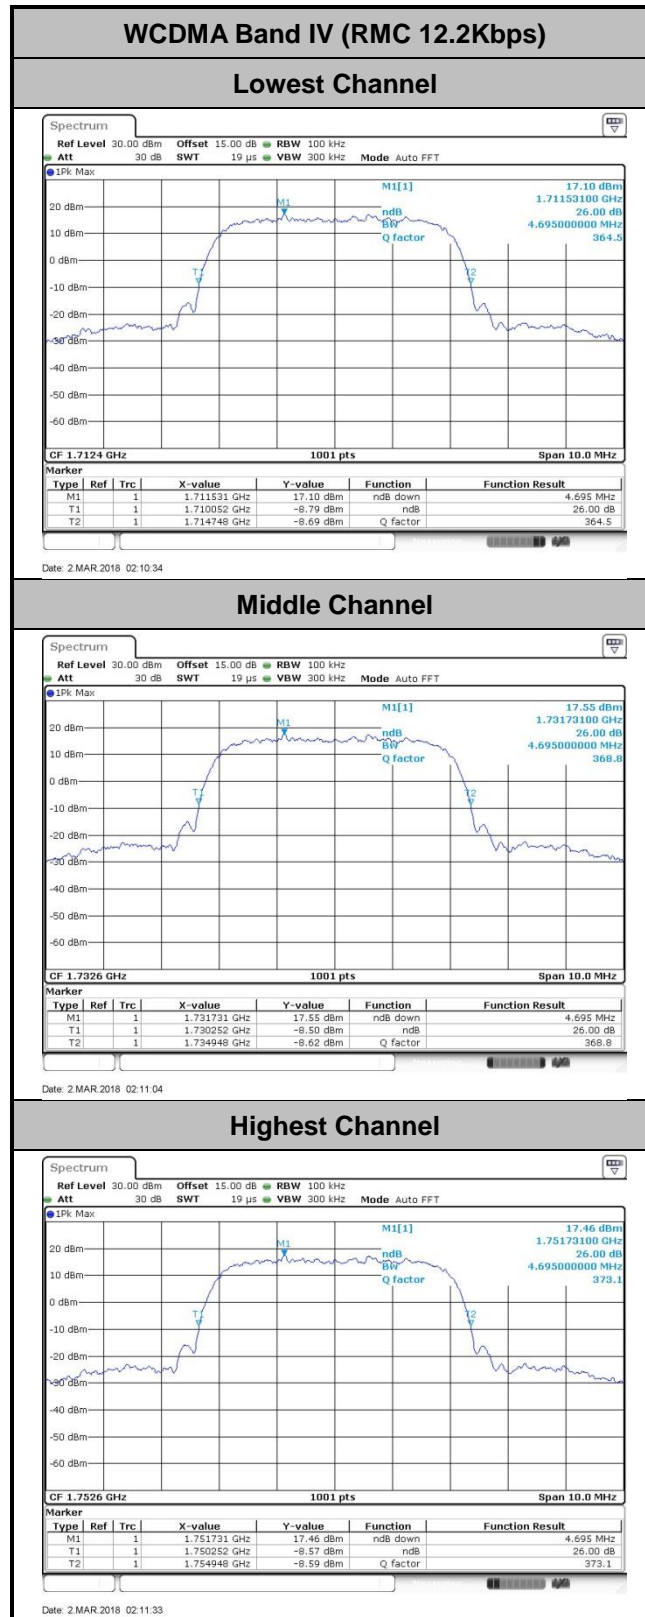 WCDMA Band IV (RMC 12.2Kbps)
Lowest Channel
Spectrum
Ref Level 30.00 dBm Offset 15.00 dB RBW 100 kHz
Att 30 dB SWT 19 µs VBW 300 kHz Mode Auto FFT
1Pk Max
M1[1] 17.10 dBm
1.71153100 GHz
ndB 26.00 dB
BW 4.695000000 MHz
Q factor 364.5
M1
T1
T2
20 dBm
10 dBm
0 dBm
-10 dBm
-20 dBm
-30 dBm
-40 dBm
-50 dBm
-60 dBm
CF 1.7124 GHz 1001 pts Span 10.0 MHz
Marker
Type Ref Trc X-value Y-value Function Function Result
M1 1 1.711531 GHz 17.10 dBm ndB down 4.695 MHz
T1 1 1.710052 GHz -8.79 dBm ndB 26.00 dB
T2 1 1.714748 GHz -8.69 dBm Q factor 364.5
Date: 2.MAR.2018 02:10:34
Middle Channel
Spectrum
Ref Level 30.00 dBm Offset 15.00 dB RBW 100 kHz
Att 30 dB SWT 19 µs VBW 300 kHz Mode Auto FFT
1Pk Max
M1[1] 17.55 dBm
1.73173100 GHz
ndB 26.00 dB
BW 4.695000000 MHz
Q factor 368.8
M1
T1
T2
20 dBm
10 dBm
0 dBm
-10 dBm
-20 dBm
-30 dBm
-40 dBm
-50 dBm
-60 dBm
CF 1.7326 GHz 1001 pts Span 10.0 MHz
Marker
Type Ref Trc X-value Y-value Function Function Result
M1 1 1.731731 GHz 17.55 dBm ndB down 4.695 MHz
T1 1 1.730252 GHz -8.50 dBm ndB 26.00 dB
T2 1 1.734948 GHz -8.62 dBm Q factor 368.8
Date: 2.MAR.2018 02:11:04
Highest Channel
Spectrum
Ref Level 30.00 dBm Offset 15.00 dB RBW 100 kHz
Att 30 dB SWT 19 µs VBW 300 kHz Mode Auto FFT
1Pk Max
M1[1] 17.46 dBm
1.75173100 GHz
ndB 26.00 dB
BW 4.695000000 MHz
Q factor 373.1
M1
T1
T2
20 dBm
10 dBm
0 dBm
-10 dBm
-20 dBm
-30 dBm
-40 dBm
-50 dBm
-60 dBm
CF 1.7526 GHz 1001 pts Span 10.0 MHz
Marker
Type Ref Trc X-value Y-value Function Function Result
M1 1 1.751731 GHz 17.46 dBm ndB down 4.695 MHz
T1 1 1.750252 GHz -8.57 dBm ndB 26.00 dB
T2 1 1.754948 GHz -8.59 dBm Q factor 373.1
Date: 2.MAR.2018 02:11:33